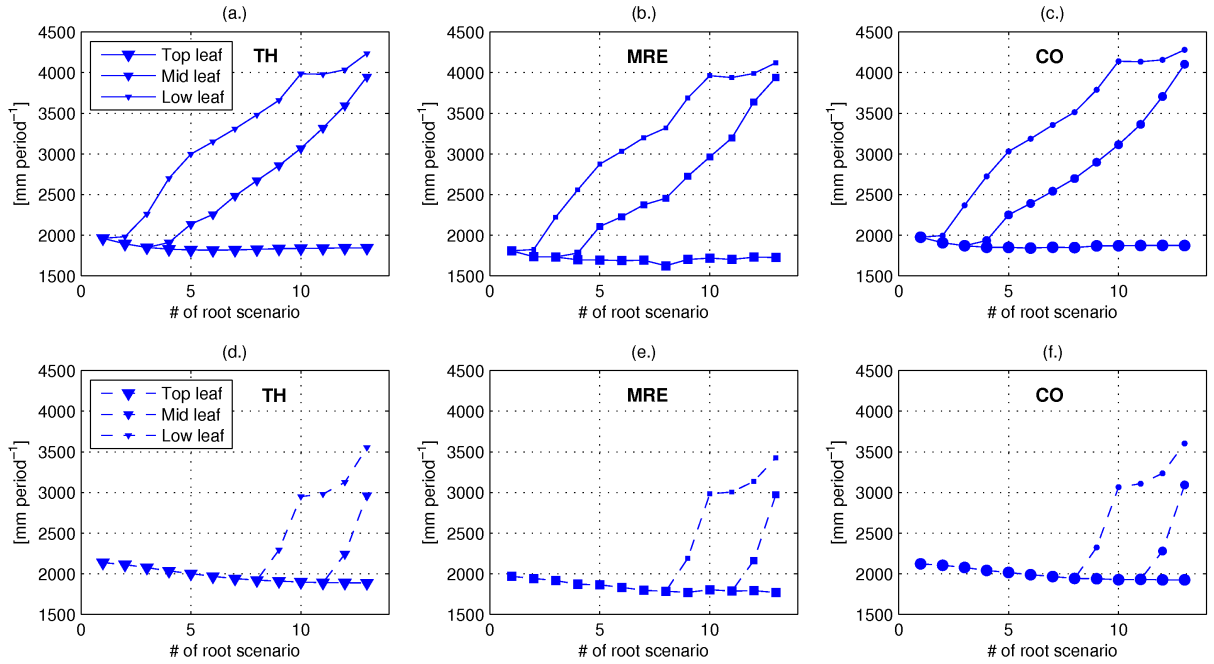 (a.)
4500
4000
3500
3000
2500
2000
1500
0
5
10
[mm period⁻¹]
# of root scenario
TH
Top leaf
Mid leaf
Low leaf
(b.)
4500
4000
3500
3000
2500
2000
1500
0
5
10
[mm period⁻¹]
# of root scenario
MRE
(c.)
4500
4000
3500
3000
2500
2000
1500
0
5
10
[mm period⁻¹]
# of root scenario
CO
(d.)
4500
4000
3500
3000
2500
2000
1500
0
5
10
[mm period⁻¹]
# of root scenario
TH
Top leaf
Mid leaf
Low leaf
(e.)
4500
4000
3500
3000
2500
2000
1500
0
5
10
[mm period⁻¹]
# of root scenario
MRE
(f.)
4500
4000
3500
3000
2500
2000
1500
0
5
10
[mm period⁻¹]
# of root scenario
CO